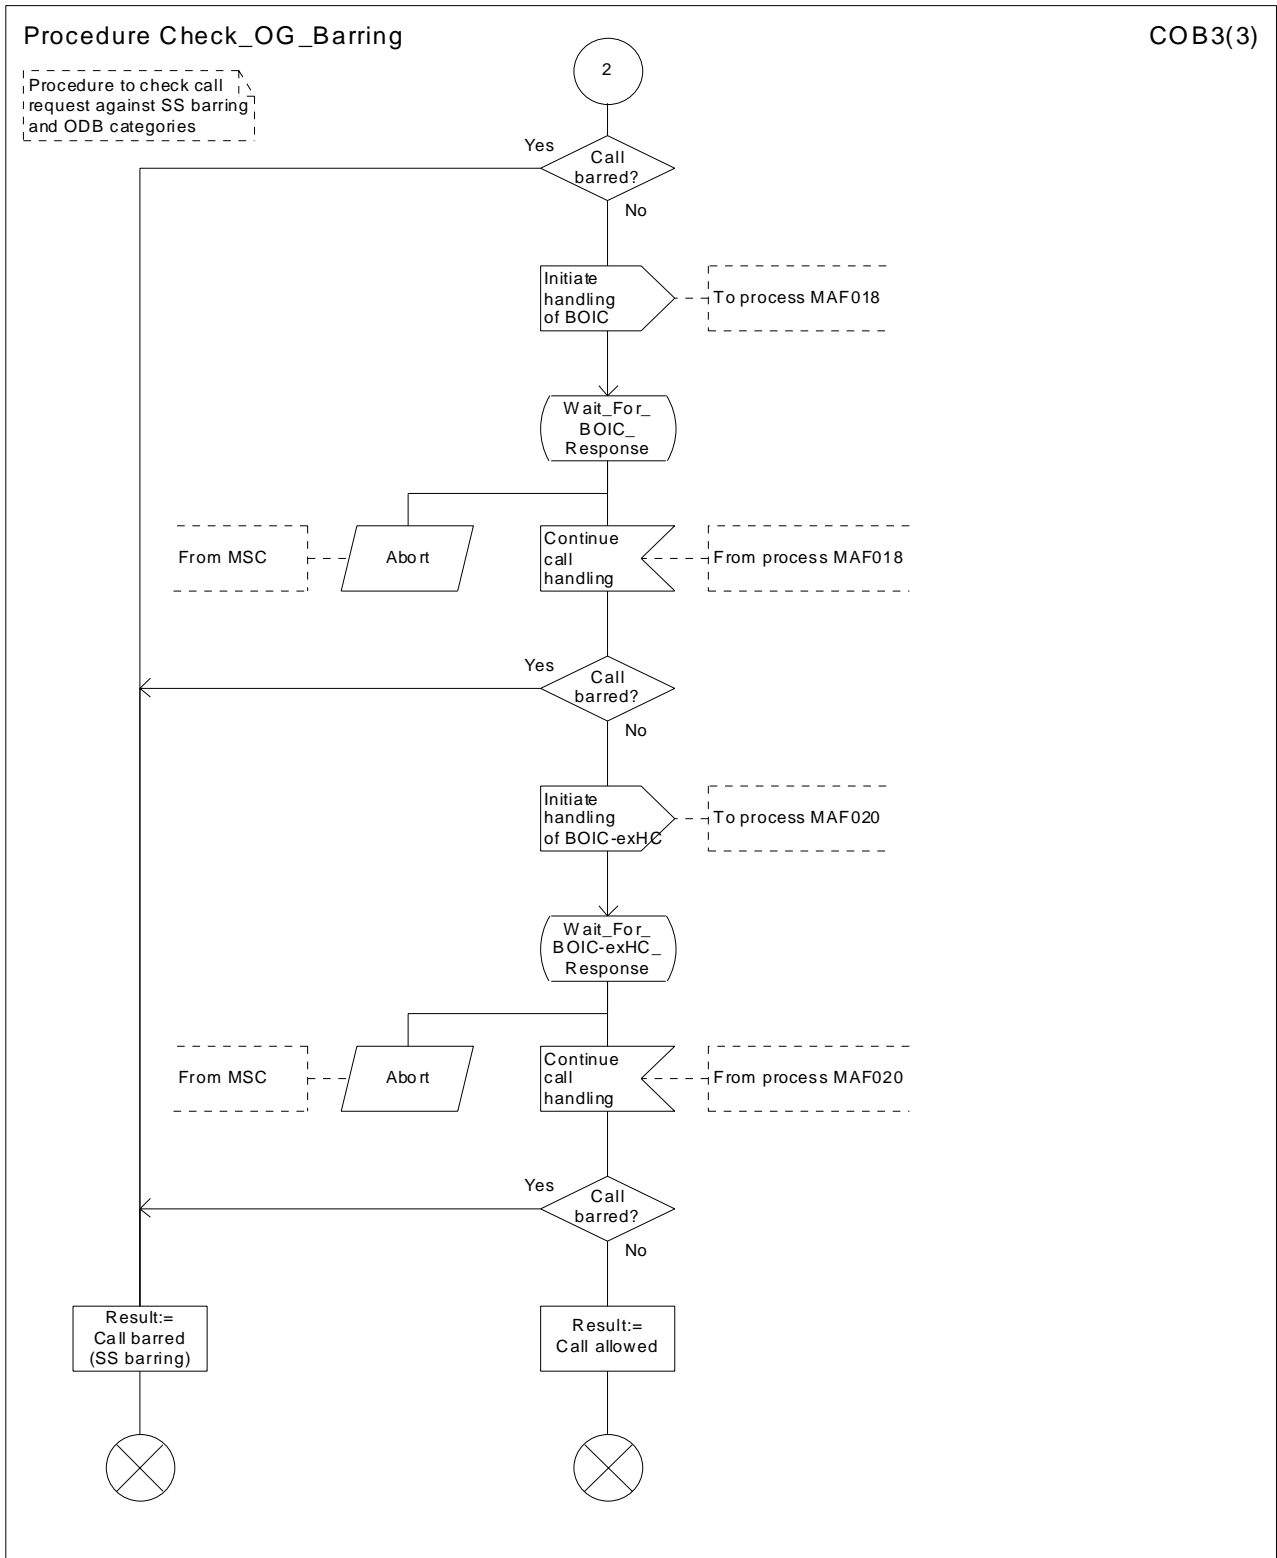 Procedure Check_OG_Barring
COB3(3)
Procedure to check call
request against SS barring
and ODB categories
2
Yes
Call
barred?
No
Initiate
handling
of BOIC
To process MAF018
Wait_For_
BOIC_
Response
From MSC
Abort
Continue
call
handling
From process MAF018
Yes
Call
barred?
No
Initiate
handling
of BOIC-exHC
To process MAF020
Wait_For_
BOIC-exHC_
Response
From MSC
Abort
Continue
call
handling
From process MAF020
Yes
Call
barred?
No
Result:=
Call barred
(SS barring)
Result:=
Call allowed